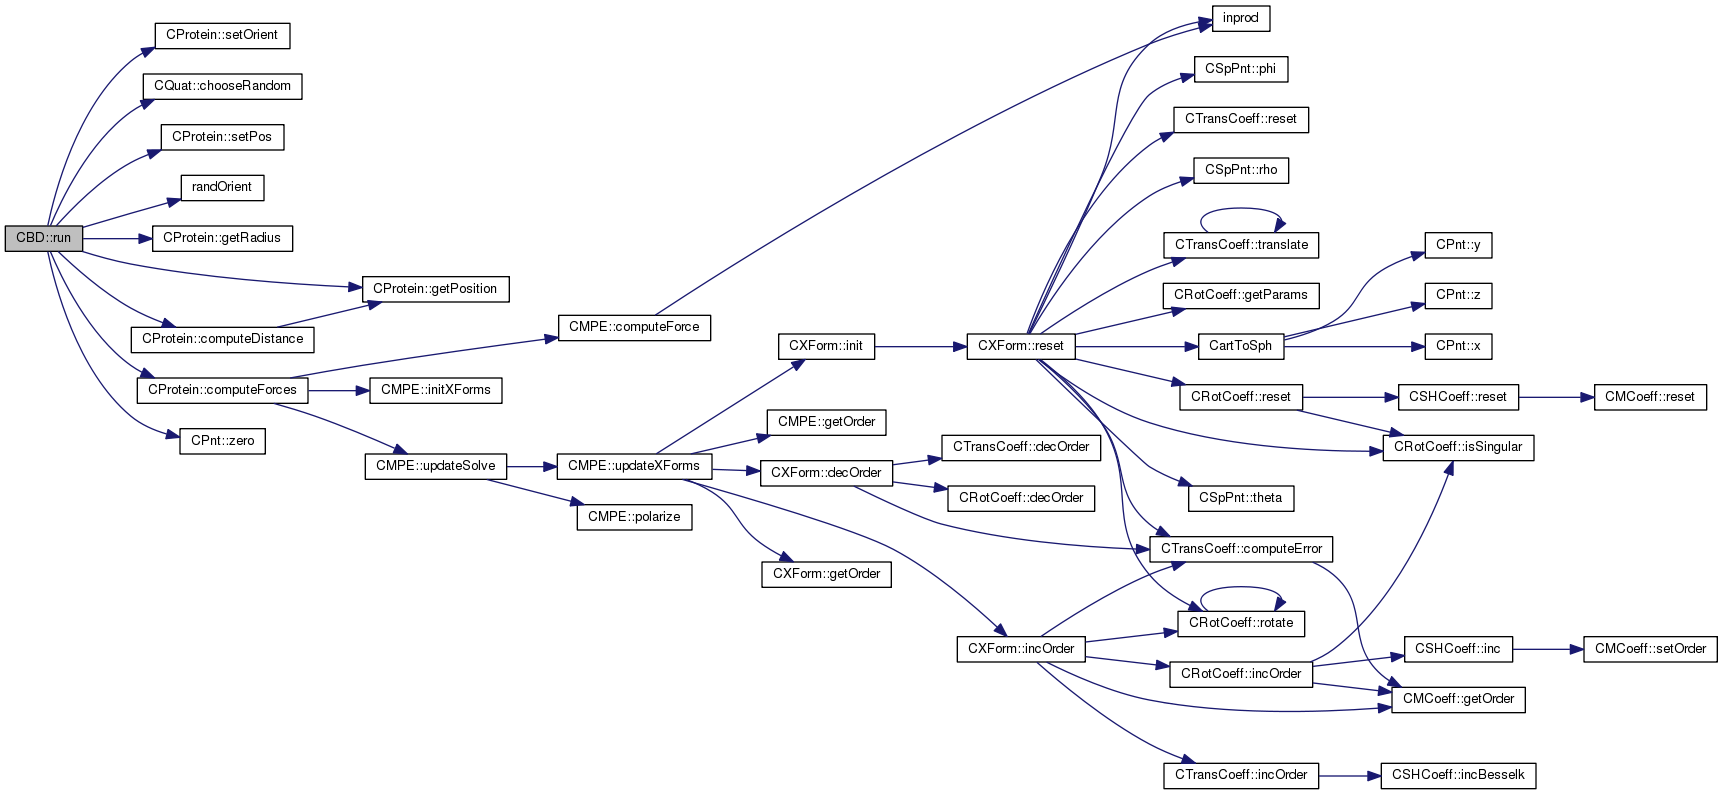 CBD::run
CProtein::setOrient
CQuat::chooseRandom
CProtein::setPos
randOrient
CProtein::getRadius
CProtein::getPosition
CProtein::computeDistance
CProtein::computeForces
CPnt::zero
CMPE::computeForce
CMPE::initXForms
CMPE::updateSolve
CMPE::updateXForms
CMPE::polarize
CXForm::init
CMPE::getOrder
CXForm::decOrder
CXForm::getOrder
CTransCoeff::decOrder
CRotCoeff::decOrder
CXForm::reset
CXForm::incOrder
inprod
CSpPnt::phi
CTransCoeff::reset
CSpPnt::rho
CTransCoeff::translate
CRotCoeff::getParams
CartToSph
CRotCoeff::reset
CSpPnt::theta
CTransCoeff::computeError
CRotCoeff::rotate
CRotCoeff::incOrder
CTransCoeff::incOrder
CPnt::y
CPnt::z
CPnt::x
CSHCoeff::reset
CRotCoeff::isSingular
CSHCoeff::inc
CMCoeff::getOrder
CSHCoeff::incBesselk
CMCoeff::reset
CMCoeff::setOrder